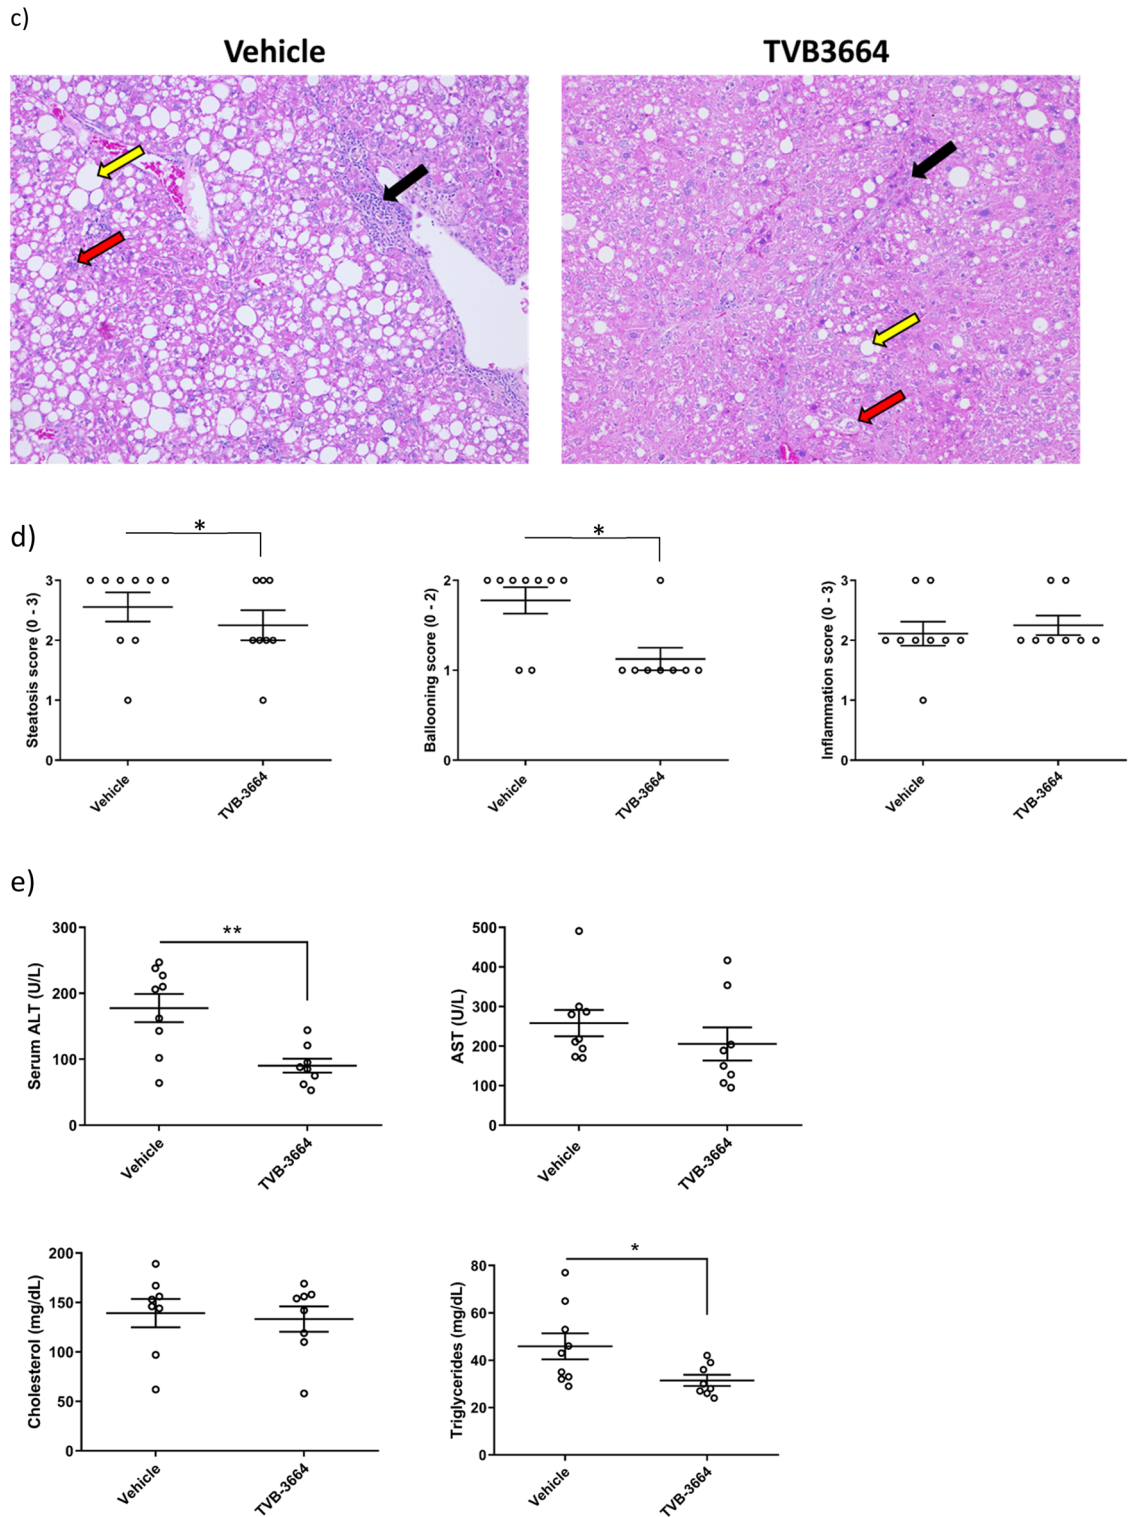 c)
Vehicle TVB3664
d)
* *
Steatosis score (0 - 3)
3
2
1
0
Vehicle
TVB-3664
Ballooning score (0 - 2)
2
1
0
Vehicle
TVB-3664
Inflammation score (0 - 3)
3
2
1
0
Vehicle
TVB-3664
e)
**
Serum ALT (U/L)
300
200
100
0
Vehicle
TVB-3664
AST (U/L)
500
400
300
200
100
0
Vehicle
TVB-3664
Cholesterol (mg/dL)
200
150
100
50
0
Vehicle
TVB-3664
*
Triglycerides (mg/dL)
80
60
40
20
0
Vehicle
TVB-3664